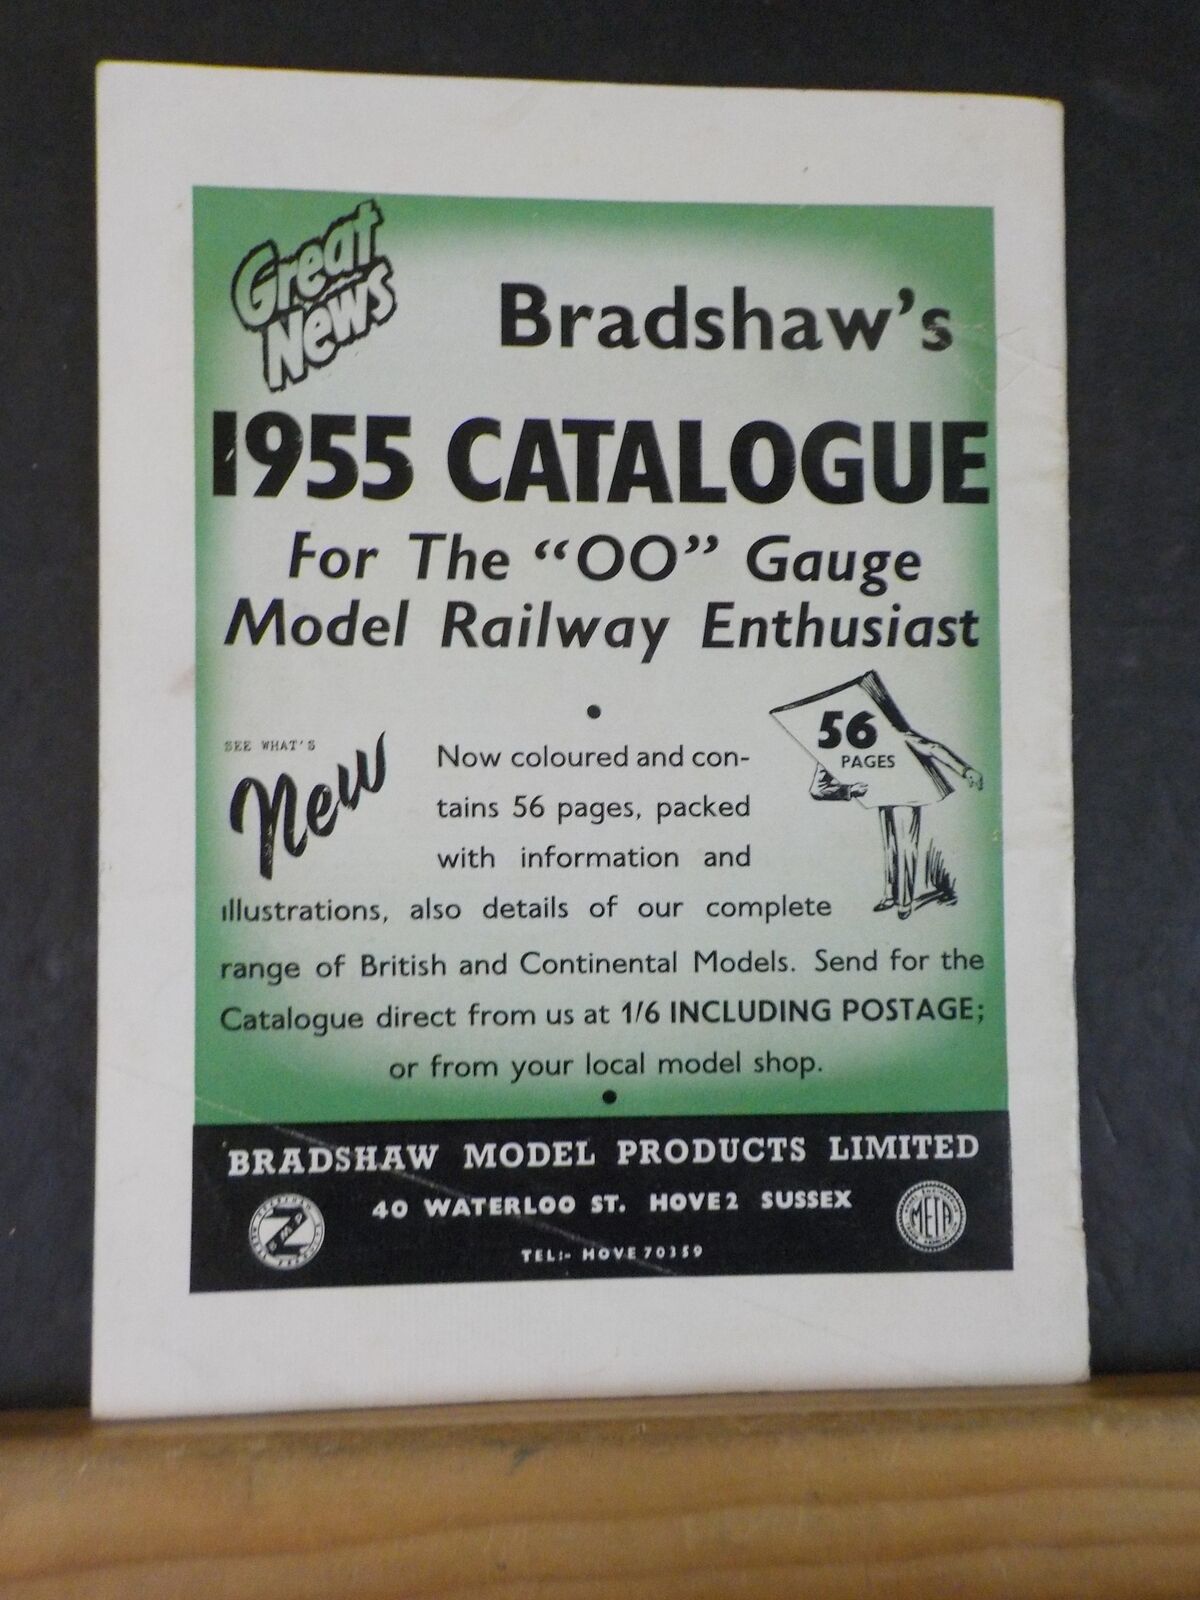 Great
News
Bradshaw's
1955 CATALOGUE
For The “OO” Gauge
Model Railway Enthusiast
SEE WHAT'S
New
56
PAGES
Now coloured and con-
tains 56 pages, packed
with information and
illustrations, also details of our complete
range of British and Continental Models. Send for the
Catalogue direct from us at 1/6 INCLUDING POSTAGE;
or from your local model shop.
BRADSHAW MODEL PRODUCTS LIMITED
40 WATERLOO ST. HOVE 2 SUSSEX
TEL:- HOVE 70359
Z
BMP
META